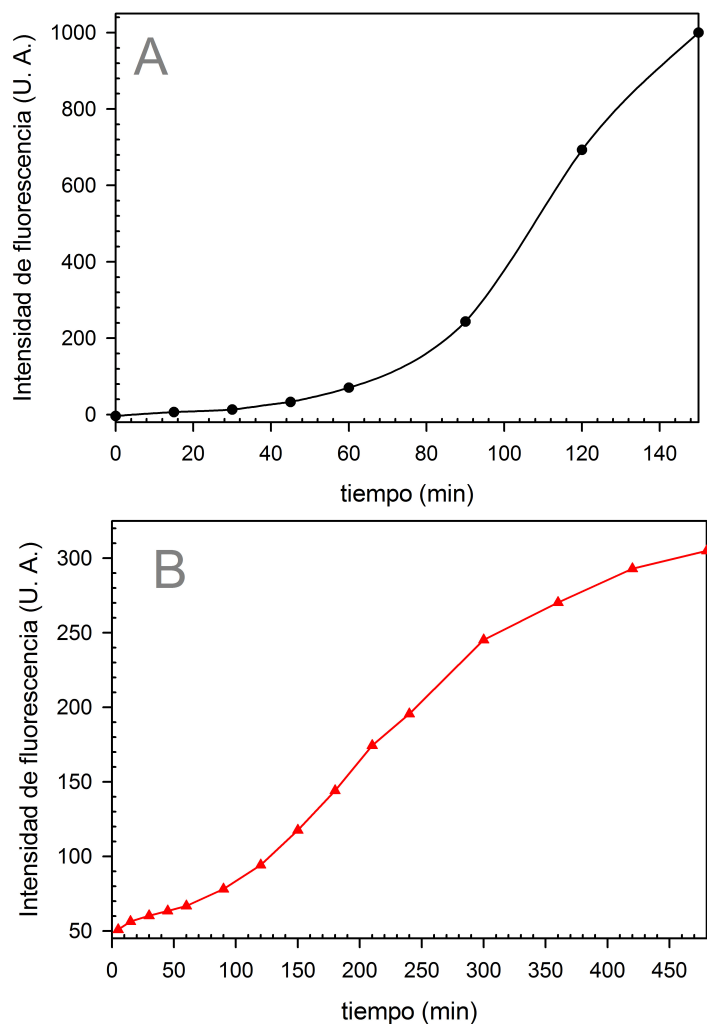 A
Intensidad de fluorescencia (U. A.)
1000
800
600
400
200
0
0 20 40 60 80 100 120 140
tiempo (min)
B
Intensidad de fluorescencia (U. A.)
300
250
200
150
100
50
0 50 100 150 200 250 300 350 400 450
tiempo (min)